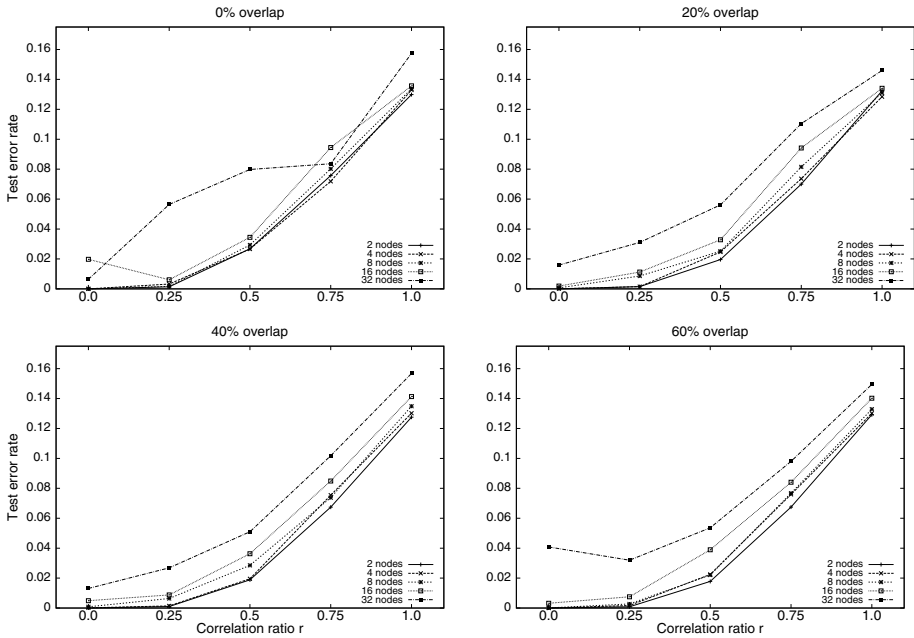 0% overlap
Test error rate
0.16
0.14
0.12
0.1
0.08
0.06
0.04
0.02
0
0.0 0.25 0.5 0.75 1.0
2 nodes
4 nodes
8 nodes
16 nodes
32 nodes
20% overlap
0.16
0.14
0.12
0.1
0.08
0.06
0.04
0.02
0
0.0 0.25 0.5 0.75 1.0
2 nodes
4 nodes
8 nodes
16 nodes
32 nodes
40% overlap
Test error rate
0.16
0.14
0.12
0.1
0.08
0.06
0.04
0.02
0
0.0 0.25 0.5 0.75 1.0
Correlation ratio r
2 nodes
4 nodes
8 nodes
16 nodes
32 nodes
60% overlap
0.16
0.14
0.12
0.1
0.08
0.06
0.04
0.02
0
0.0 0.25 0.5 0.75 1.0
Correlation ratio r
2 nodes
4 nodes
8 nodes
16 nodes
32 nodes